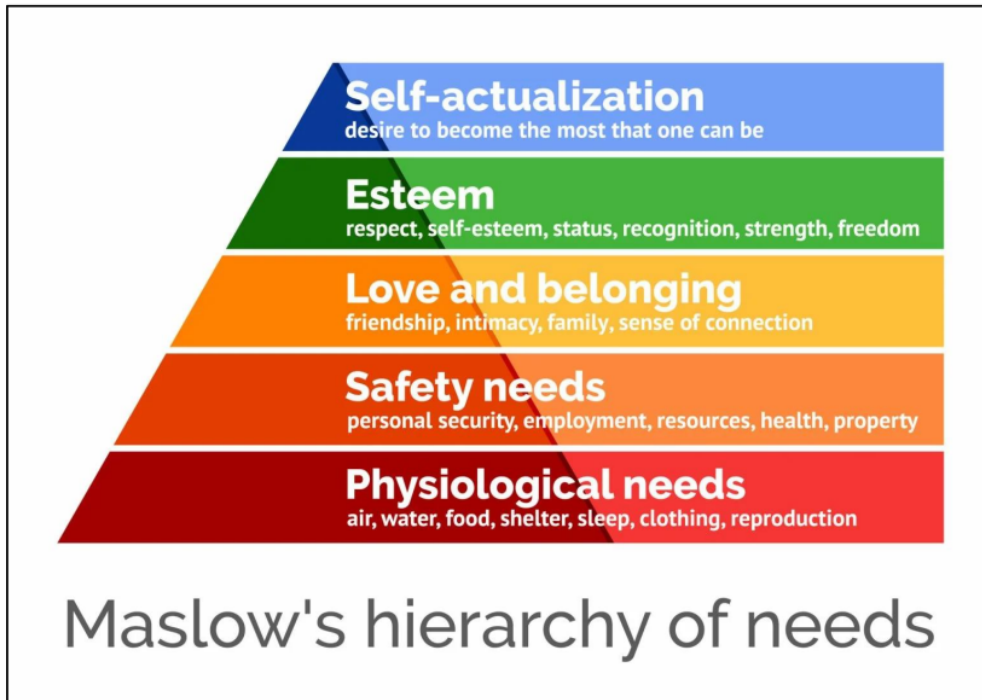 Self-actualization
desire to become the most that one can be
Esteem
respect, self-esteem, status, recognition, strength, freedom
Love and belonging
friendship, intimacy, family, sense of connection
Safety needs
personal security, employment, resources, health, property
Physiological needs
air, water, food, shelter, sleep, clothing, reproduction
Maslow's hierarchy of needs